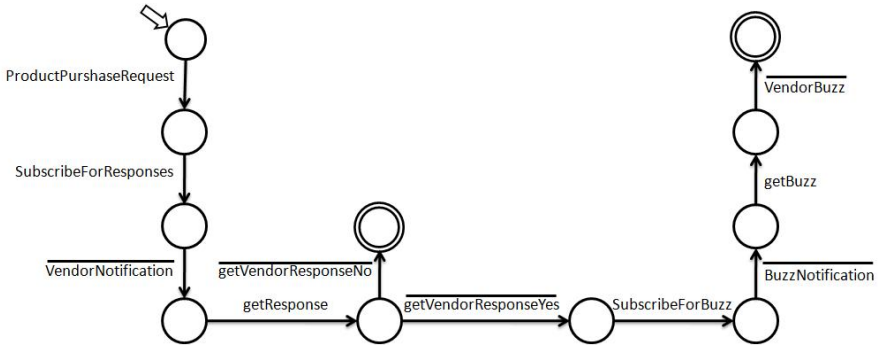 ProductPurshaseRequest
VendorBuzz
SubscribeForResponses
getBuzz
VendorNotification
getVendorResponseNo
BuzzNotification
getResponse
getVendorResponseYes
SubscribeForBuzz